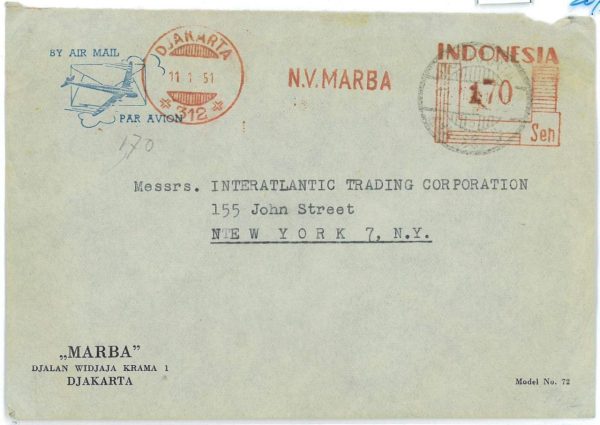 BY AIR MAIL
PAR AVION
DJAKARTA
11 1 51
312
N.V. MARBA
INDONESIA
170
Sen
170
Messrs. INTERATLANTIC TRADING CORPORATION
155 John Street
NTEW YORK 7, N.Y.
„MARBA”
DJALAN WIDJAJA KRAMA 1
DJAKARTA
Model No. 72